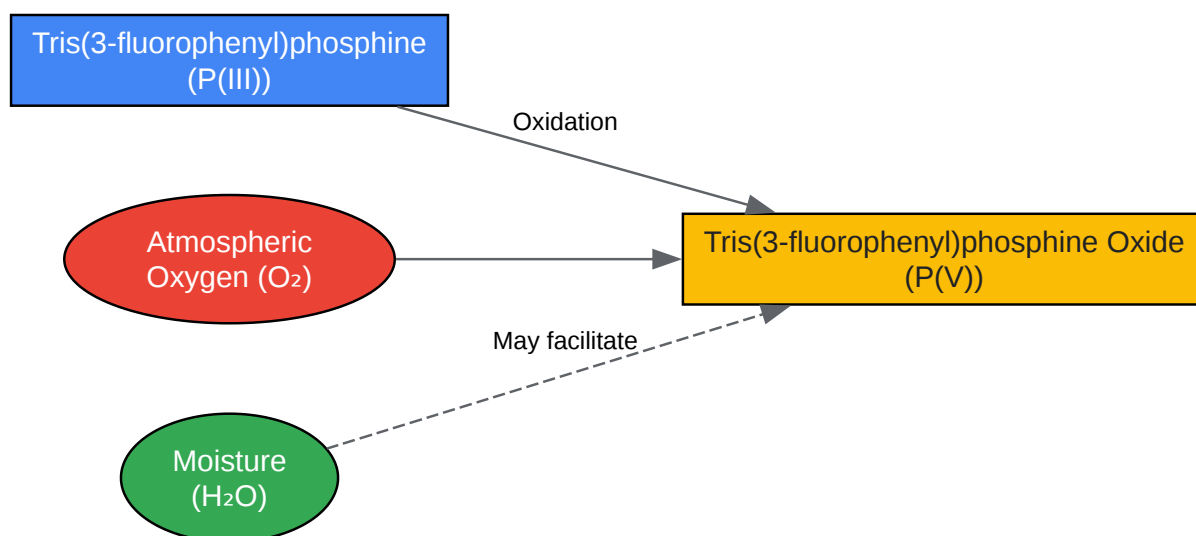 Tris(3-fluorophenyl)phosphine
(P(III))
Oxidation
Atmospheric
Oxygen (O₂)
Tris(3-fluorophenyl)phosphine Oxide
(P(V))
May facilitate
Moisture
(H₂O)